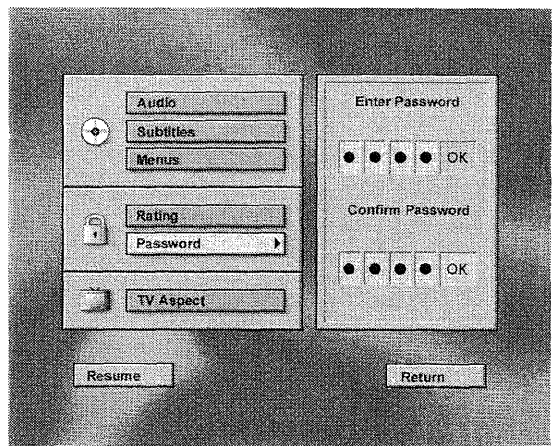 Audio
Subtitles
Menus
Rating
Password
TV Aspect
Enter Password
OK
Confirm Password
OK
Resume
Return